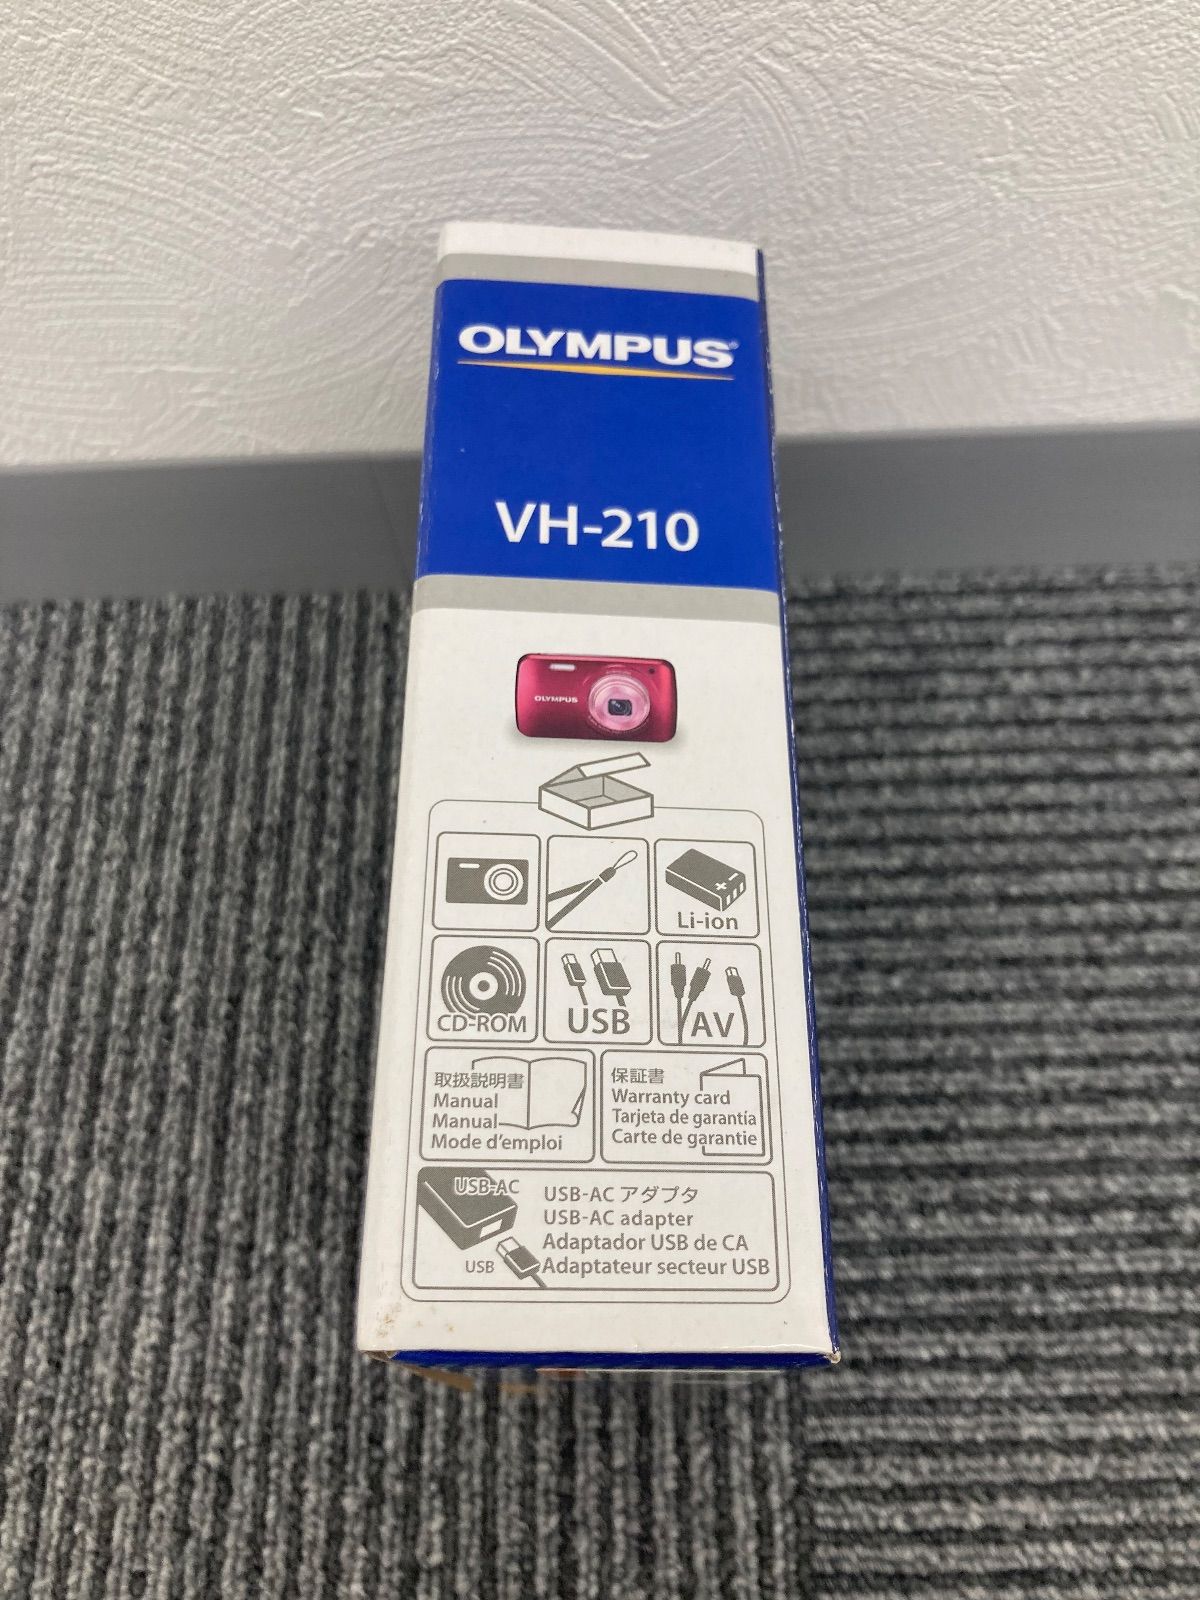 OLYMPUS®
VH-210
OLYMPUS
Li-ion
CD-ROM
USB
AV
取扱説明書
Manual
Manual
Mode d'emploi
保証書
Warranty card
Tarjeta de garantía
Carte de garantie
USB-AC
USB
USB-AC アダプタ
USB-AC adapter
Adaptador USB de CA
Adaptateur secteur USB